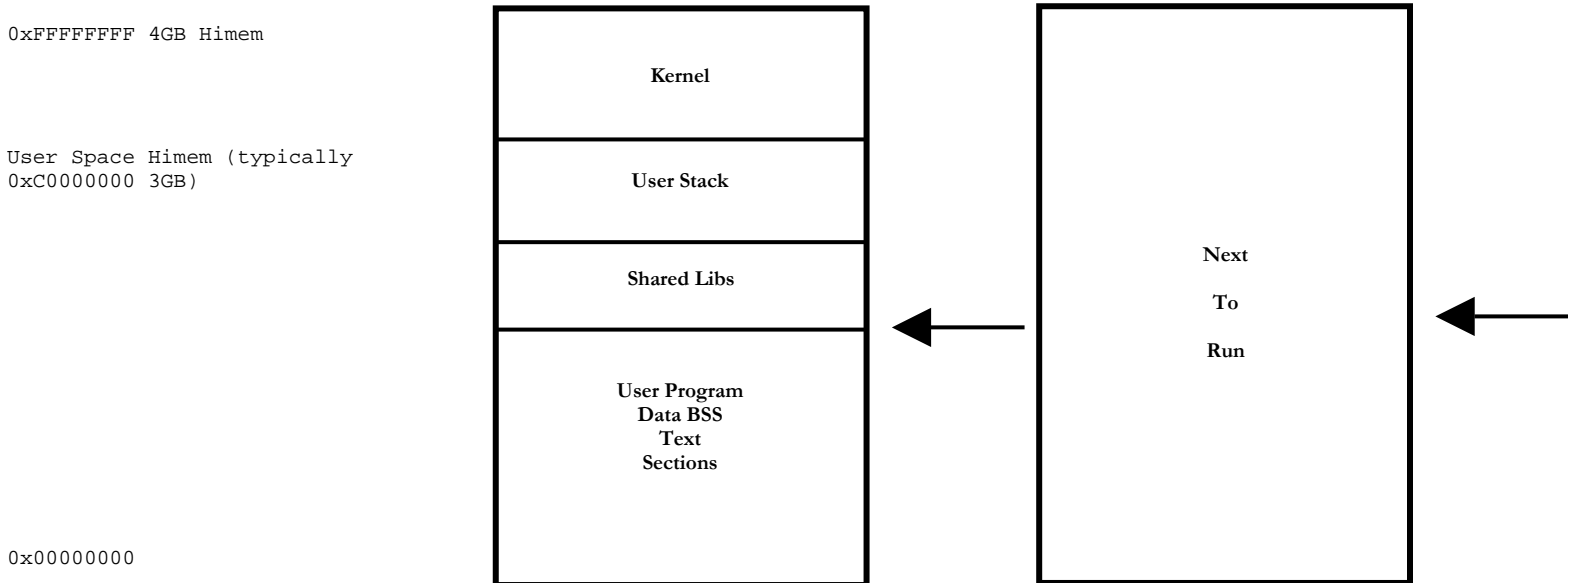 0xFFFFFFFF 4GB Himem
Kernel
User Space Himem (typically
0xC0000000 3GB)
User Stack
Shared Libs
User Program
Data BSS
Text
Sections
0x00000000
Next
To
Run